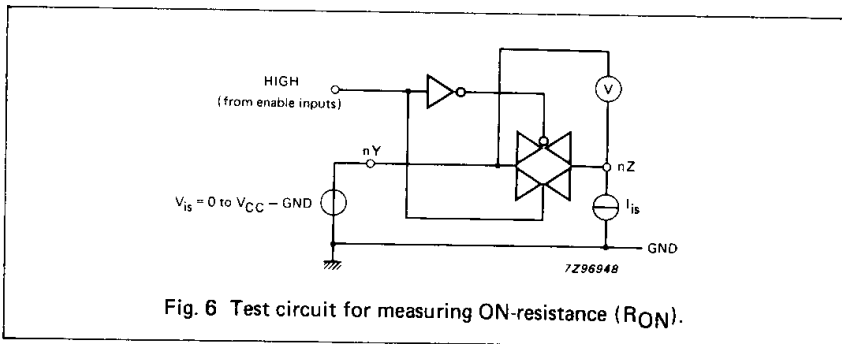 HIGH
(from enable inputs)
V
nY
nZ
V_is = 0 to V_CC – GND
I_is
GND
7Z96948
Fig. 6 Test circuit for measuring ON-resistance (R_ON).